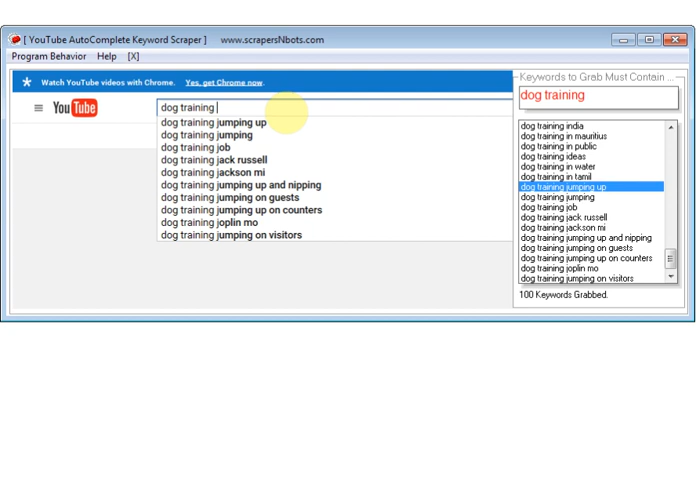 [ YouTube AutoComplete Keyword Scraper ] www.scrapersNbots.com
Program Behavior Help [X]
Watch YouTube videos with Chrome. Yes, get Chrome now.
YouTube
dog training
dog training jumping up
dog training jumping
dog training job
dog training jack russell
dog training jackson mi
dog training jumping up and nipping
dog training jumping on guests
dog training jumping up on counters
dog training joplin mo
dog training jumping on visitors
Keywords to Grab Must Contain ...
dog training
dog training india
dog training in mauritius
dog training in public
dog training ideas
dog training in water
dog training in tamil
dog training jumping up
dog training jumping
dog training job
dog training jack russell
dog training jackson mi
dog training jumping up and nipping
dog training jumping on guests
dog training jumping up on counters
dog training joplin mo
dog training jumping on visitors
100 Keywords Grabbed.